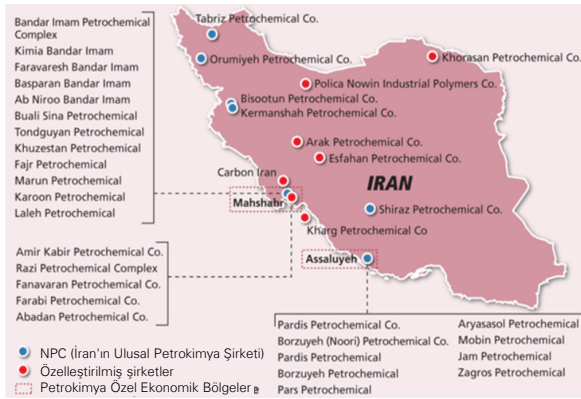 Bandar Imam Petrochemical
Complex
Kimia Bandar Imam
Faravaresh Bandar Imam
Basparan Bandar Imam
Ab Niroo Bandar Imam
Buali Sina Petrochemical
Tondguyan Petrochemical
Khuzestan Petrochemical
Fajr Petrochemical
Marun Petrochemical
Karoon Petrochemical
Laleh Petrochemical
Tabriz Petrochemical Co.
Orumiyeh Petrochemical Co.
Khorasan Petrochemical Co.
Polica Nowin Industrial Polymers Co.
Bisootun Petrochemical Co.
Kermanshah Petrochemical Co.
Arak Petrochemical Co.
Esfahan Petrochemical Co.
Carbon Iran
IRAN
Mahshahr
Shiraz Petrochemical Co.
Kharg Petrochemical Co
Assaluyeh
Amir Kabir Petrochemical Co.
Razi Petrochemical Complex
Fanavaran Petrochemical Co.
Farabi Petrochemical Co.
Abadan Petrochemical Co.
Pardis Petrochemical Co.
Borzuyeh (Noori) Petrochemical Co.
Pardis Petrochemical
Borzuyeh Petrochemical
Pars Petrochemical
Aryasasol Petrochemical
Mobin Petrochemical
Jam Petrochemical
Zagros Petrochemical
NPC (İran'ın Ulusal Petrokimya Şirketi)
Özelleştirilmiş şirketler
Petrokimya Özel Ekonomik Bölgeler e